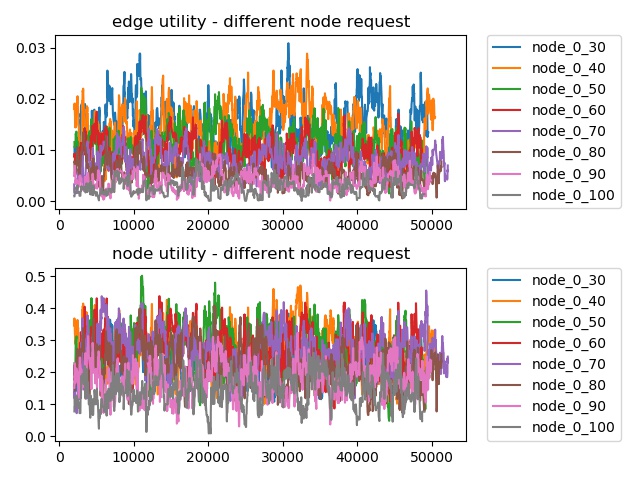 edge utility - different node request
0.03
0.02
0.01
0.00
0 10000 20000 30000 40000 50000
node_0_30
node_0_40
node_0_50
node_0_60
node_0_70
node_0_80
node_0_90
node_0_100
node utility - different node request
0.5
0.4
0.3
0.2
0.1
0.0
0 10000 20000 30000 40000 50000
node_0_30
node_0_40
node_0_50
node_0_60
node_0_70
node_0_80
node_0_90
node_0_100